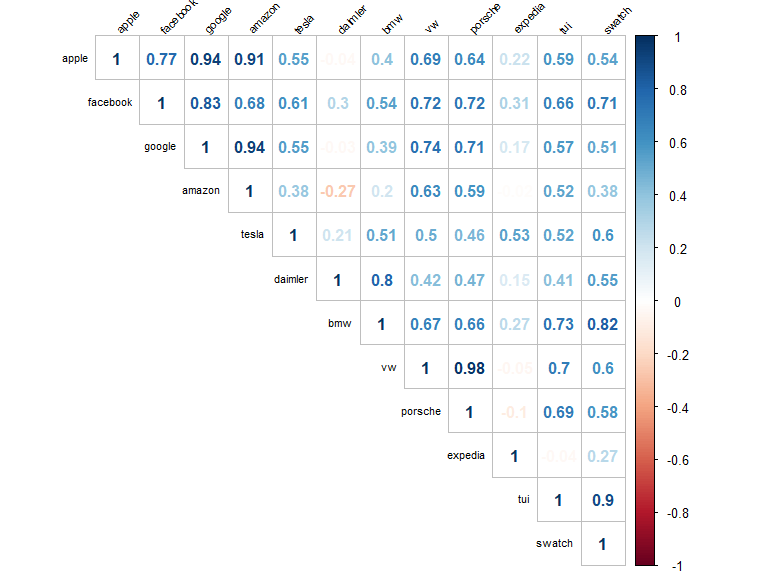 apple facebook google amazon tesla daimler bmw vw porsche expedia tui swatch
apple 1 0.77 0.94 0.91 0.55 -0.04 0.4 0.69 0.64 0.22 0.59 0.54
facebook 1 0.83 0.68 0.61 0.3 0.54 0.72 0.72 0.31 0.66 0.71
google 1 0.94 0.55 -0.03 0.39 0.74 0.71 0.17 0.57 0.51
amazon 1 0.38 -0.27 0.2 0.63 0.59 0.52 0.38
tesla 1 0.21 0.51 0.5 0.46 0.53 0.52 0.6
daimler 1 0.8 0.42 0.47 0.15 0.41 0.55
bmw 1 0.67 0.66 0.27 0.73 0.82
vw 1 0.98 -0.06 0.7 0.6
porsche 1 -0.1 0.69 0.58
expedia 1 -0.04 0.27
tui 1 0.9
swatch 1
1
0.8
0.6
0.4
0.2
0
-0.2
-0.4
-0.6
-0.8
-1